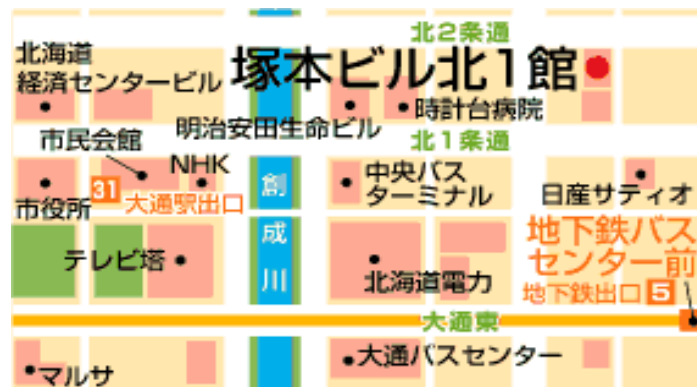 北2条通
北海道
経済センタービル
塚本ビル北1館
時計台病院
明治安田生命ビル
市民会館
北1条通
NHK
中央バス
ターミナル
31
大通駅出口
市役所
日産サティオ
創
成
川
テレビ塔
北海道電力
地下鉄バス
センター前
地下鉄出口 5
大通東
大通バスセンター
マルサ